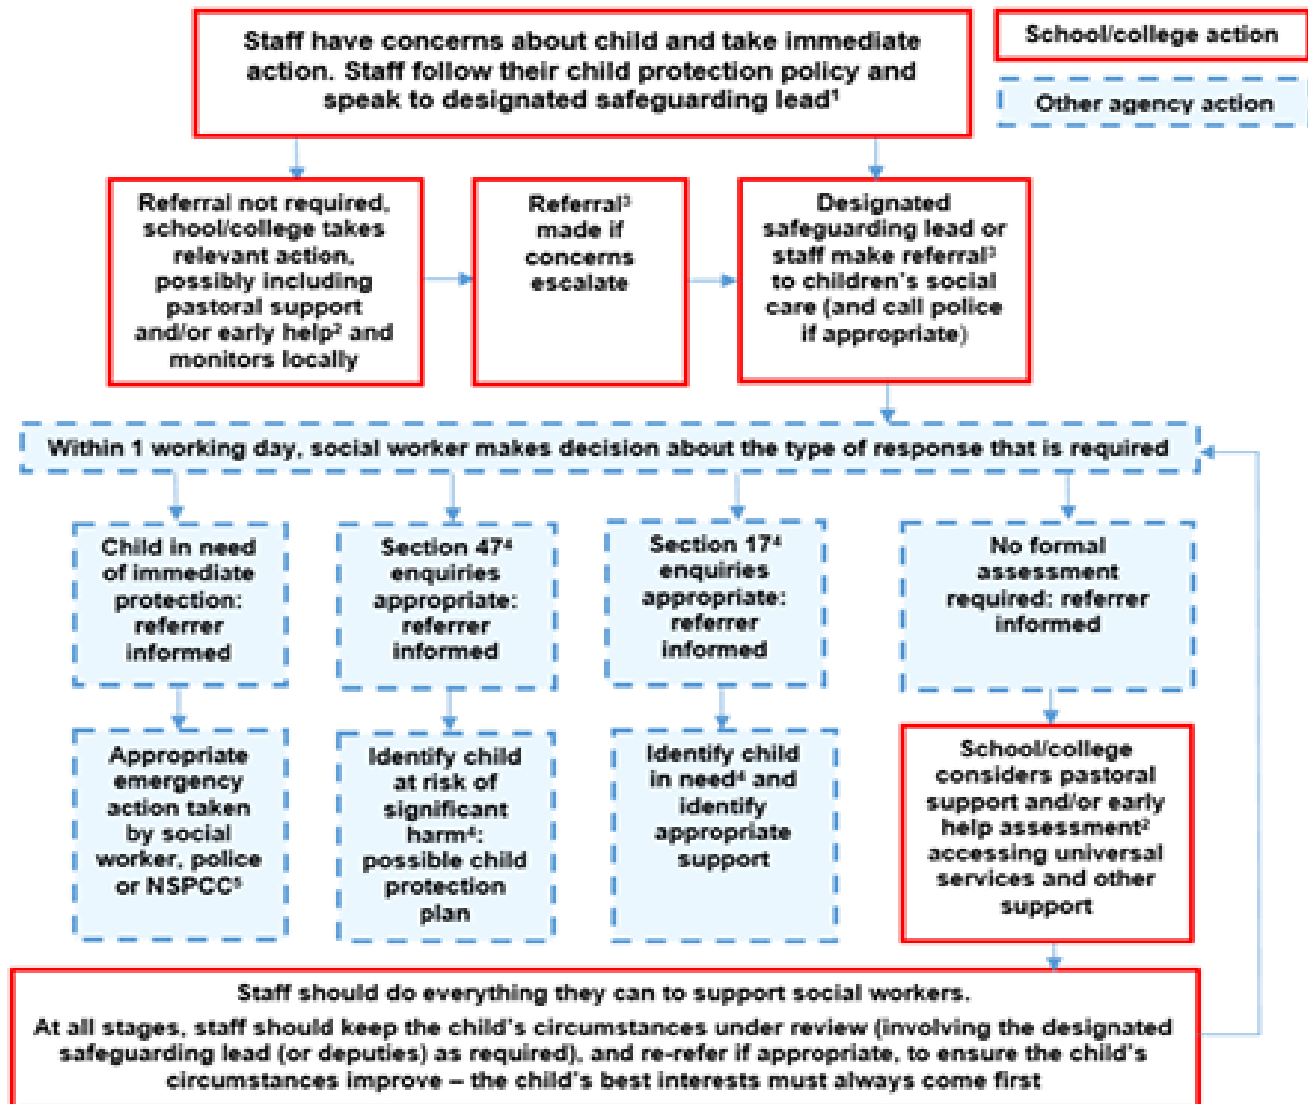 Staff have concerns about child and take immediate
action. Staff follow their child protection policy and
speak to designated safeguarding lead¹
School/college action
Other agency action
Referral not required,
school/college takes
relevant action,
possibly including
pastoral support
and/or early help² and
monitors locally
Referral³
made if
concerns
escalate
Designated
safeguarding lead or
staff make referral³
to children's social
care (and call police
if appropriate)
Within 1 working day, social worker makes decision about the type of response that is required
Child in need
of immediate
protection:
referrer
informed
Section 47⁴
enquiries
appropriate:
referrer
informed
Section 17⁴
enquiries
appropriate:
referrer
informed
No formal
assessment
required: referrer
informed
Appropriate
emergency
action taken
by social
worker, police
or NSPCC⁵
Identify child
at risk of
significant
harm⁴:
possible child
protection
plan
Identify child
in need⁴ and
identify
appropriate
support
School/college
considers pastoral
support and/or early
help assessment²
accessing universal
services and other
support
Staff should do everything they can to support social workers.
At all stages, staff should keep the child's circumstances under review (involving the designated
safeguarding lead (or deputies) as required), and re-refer if appropriate, to ensure the child's
circumstances improve – the child's best interests must always come first